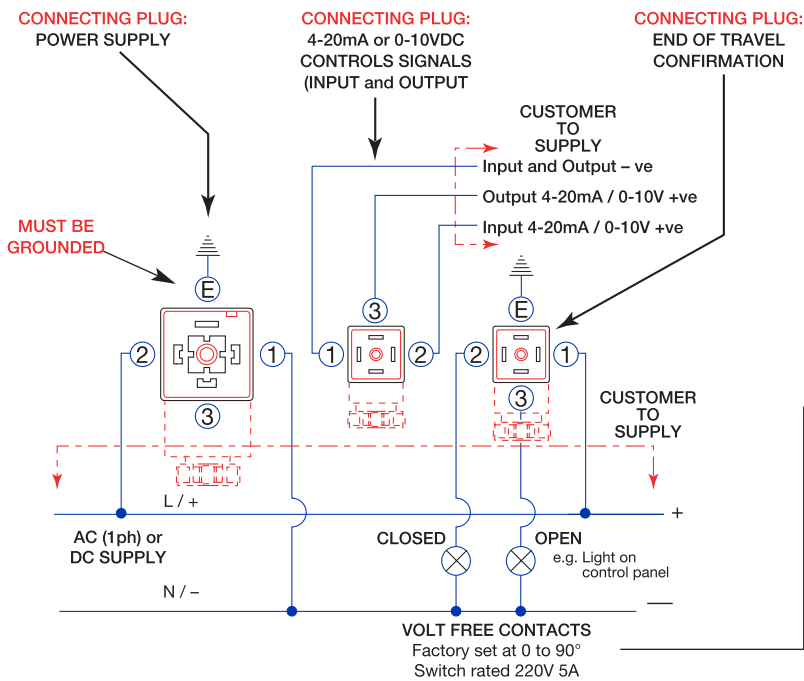 CONNECTING PLUG:
POWER SUPPLY
CONNECTING PLUG:
4-20mA or 0-10VDC
CONTROLS SIGNALS
(INPUT and OUTPUT
CONNECTING PLUG:
END OF TRAVEL
CONFIRMATION
CUSTOMER
TO
SUPPLY
Input and Output – ve
Output 4-20mA / 0-10V +ve
Input 4-20mA / 0-10V +ve
MUST BE
GROUNDED
E
2
1
3
3
1
2
E
2
1
3
CUSTOMER
TO
SUPPLY
L / +
+
AC (1ph) or
DC SUPPLY
CLOSED
OPEN
e.g. Light on
control panel
N / –
—
VOLT FREE CONTACTS
Factory set at 0 to 90°
Switch rated 220V 5A